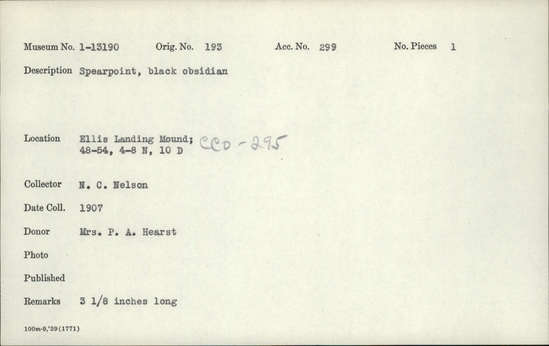 Museum No. 1-13190 Orig. No. 193 Acc. No. 299 No. Pieces 1
Description Spearpoint, black obsidian
Location Ellis Landing Mound; CCO-295
48-54, 4-8 N, 10 D
Collector N. C. Nelson
Date Coll. 1907
Donor Mrs. P. A. Hearst
Photo
Published
Remarks 3 1/8 inches long
100m-8,'29(1771)